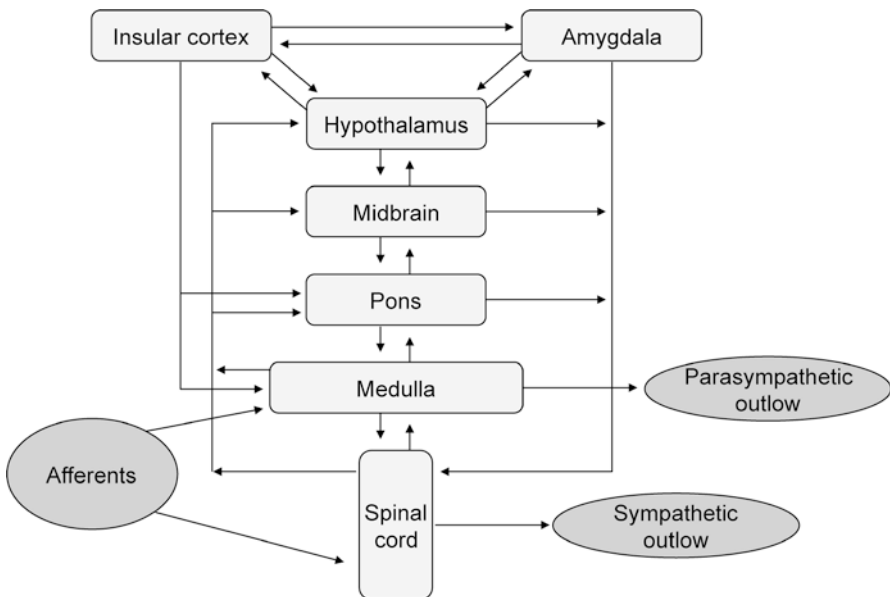 Insular cortex
Amygdala
Hypothalamus
Midbrain
Pons
Medulla
Parasympathetic
outlow
Afferents
Spinal
cord
Sympathetic
outlow